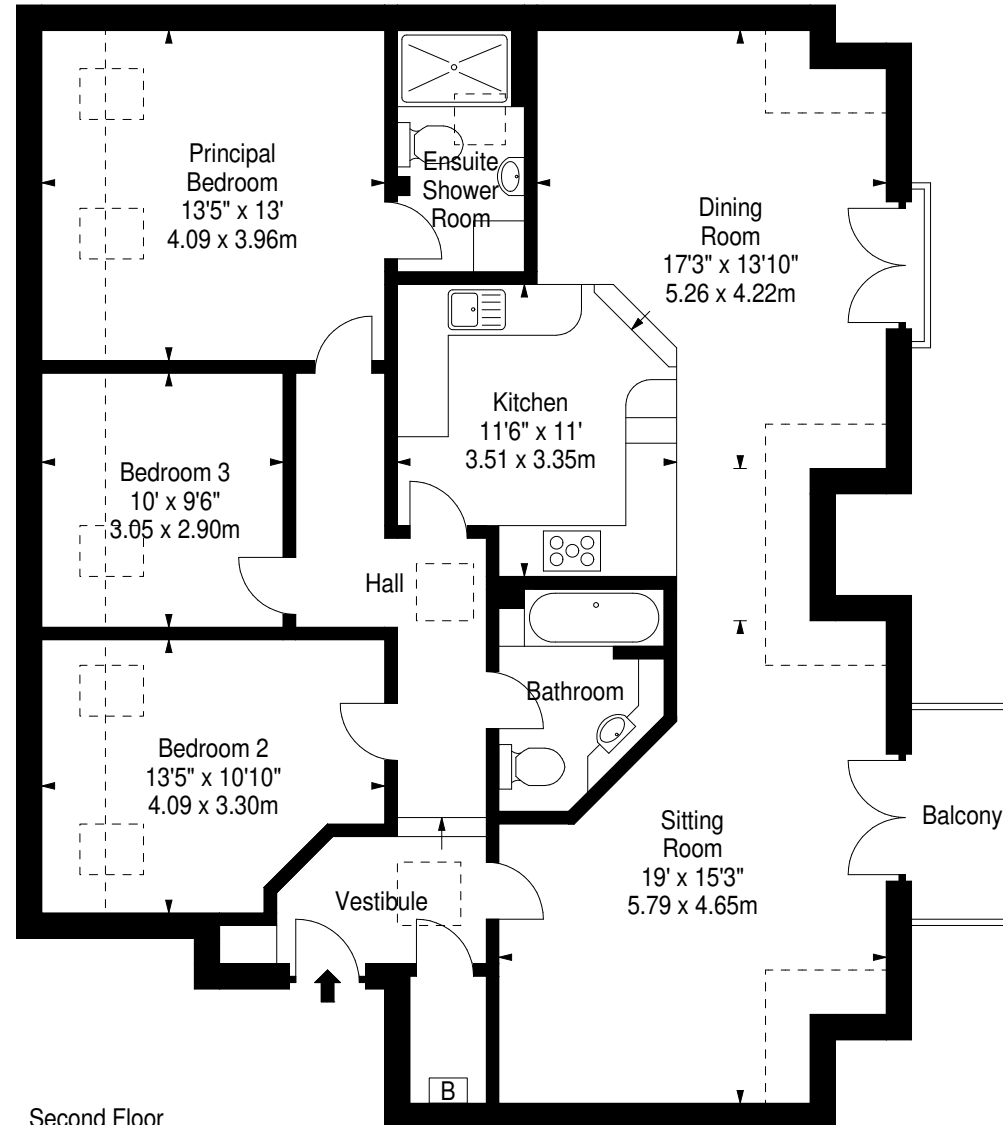 Principal
Bedroom
13'5" x 13'
4.09 x 3.96m
Ensuite
Shower
Room
Dining
Room
17'3" x 13'10"
5.26 x 4.22m
Kitchen
11'6" x 11'
3.51 x 3.35m
Bedroom 3
10' x 9'6"
3.05 x 2.90m
Hall
Bathroom
Bedroom 2
13'5" x 10'10"
4.09 x 3.30m
Sitting
Room
19' x 15'3"
5.79 x 4.65m
Balcony
Vestibule
B
Second Floor